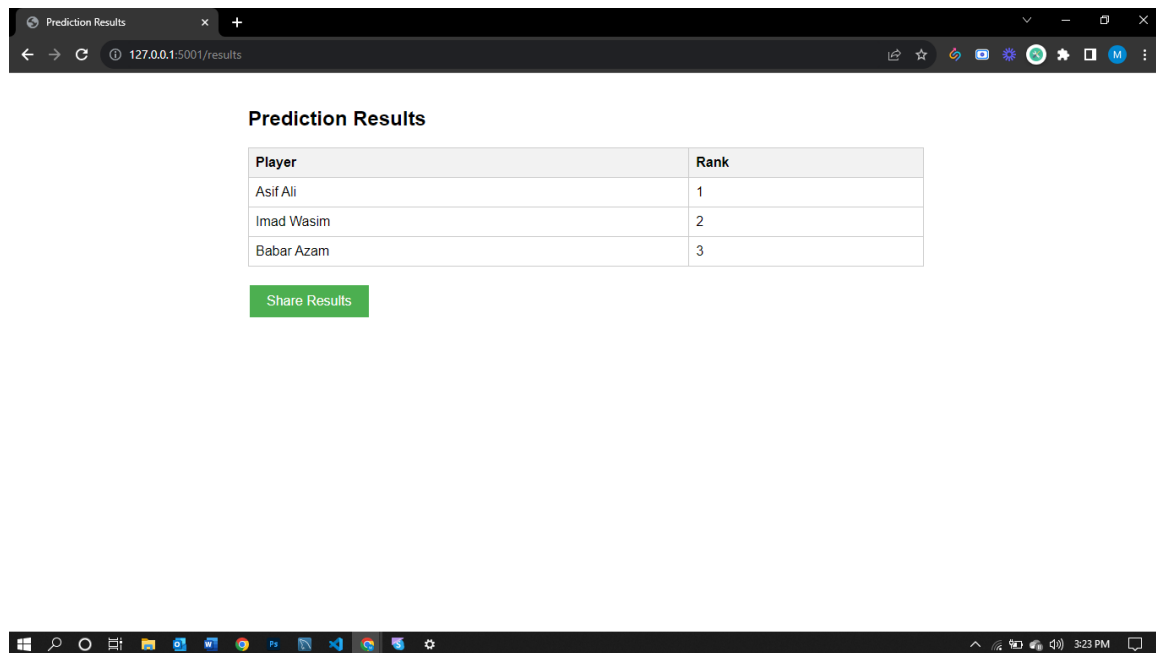 Prediction Results
127.0.0.1:5001/results
M
Prediction Results
Player Rank
Asif Ali 1
Imad Wasim 2
Babar Azam 3
Share Results
Ps
3:23 PM